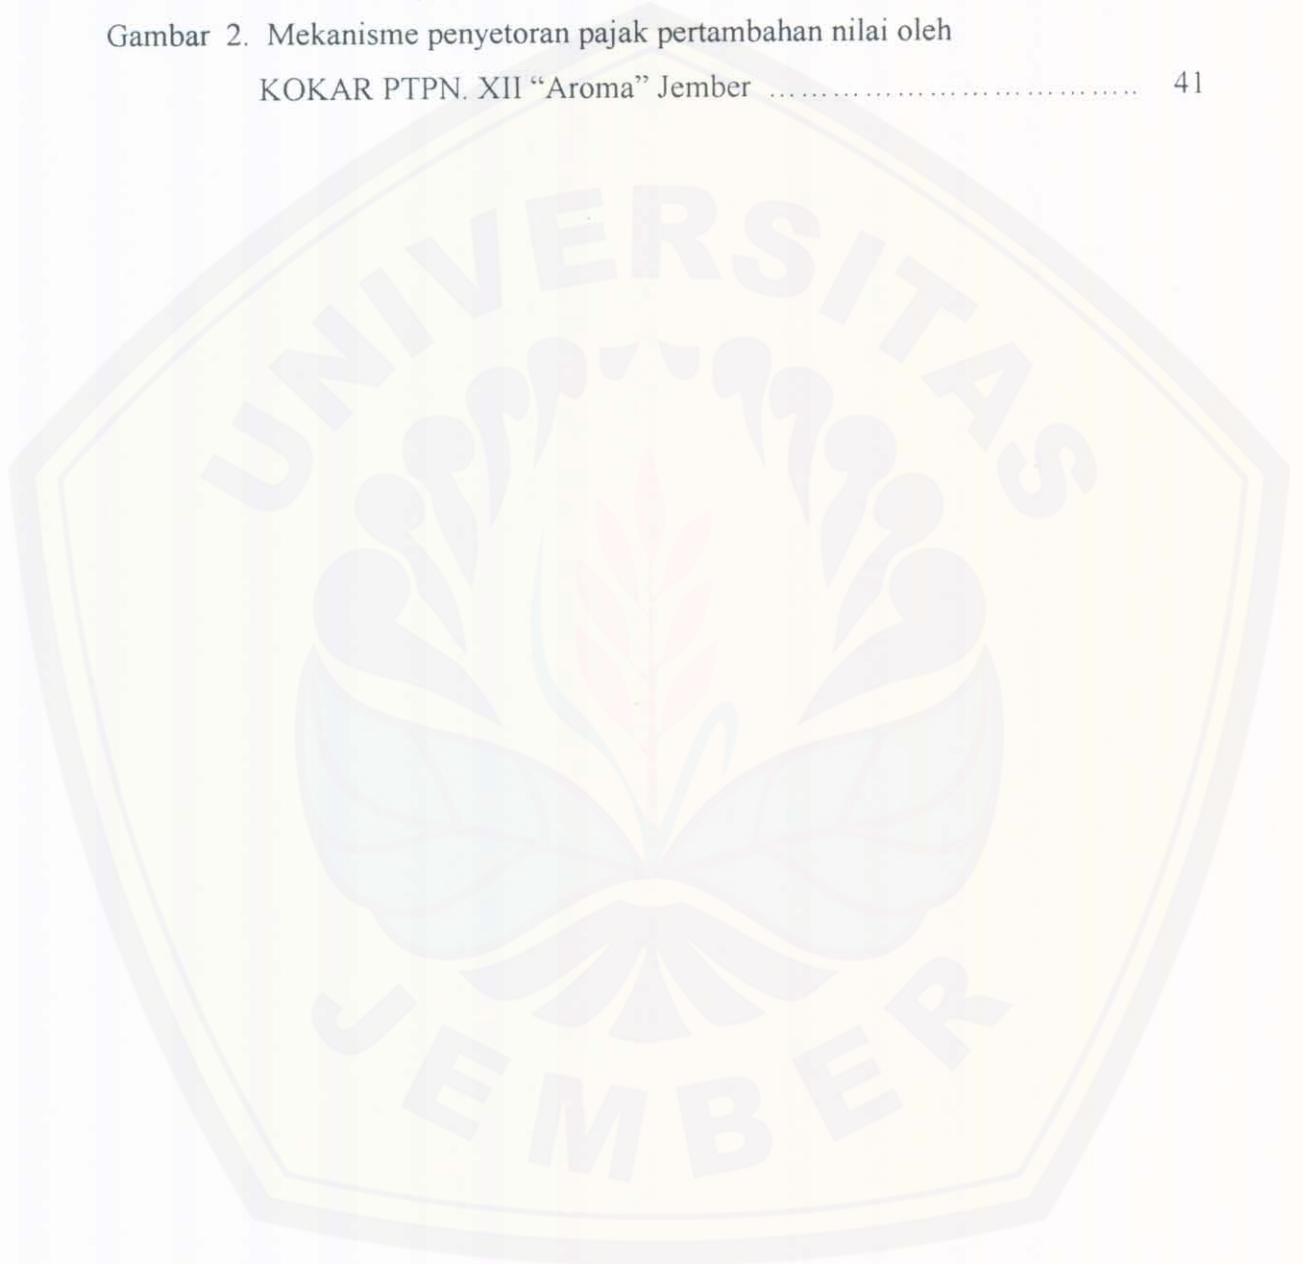 Gambar 2. Mekanisme penyetoran pajak pertambahan nilai oleh
KOKAR PTPN. XII “Aroma” Jember ........................................ 41
UNIVERSITAS
JEMBER